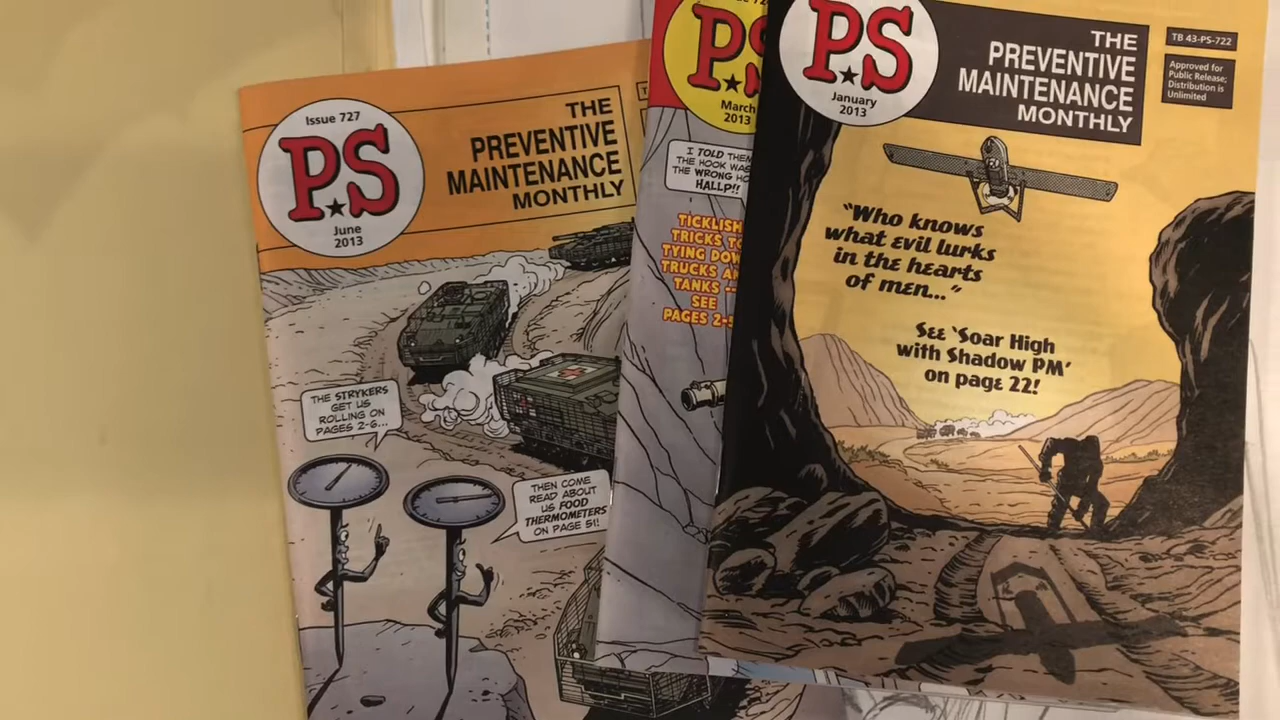 Issue 727
PS
June
2013
THE
PREVENTIVE
MAINTENANCE
MONTHLY
THE STRYKERS
GET US
ROLLING ON
PAGES 2-6...
THEN COME
READ ABOUT
US FOOD
THERMOMETERS
ON PAGE 51!
PS
March
2013
I TOLD THEM
THE HOOK WAS
THE WRONG
HALLP!!
TICKLISH
TRICKS TO
TYING DOWN
TRUCKS
TANKS --
SEE
PAGES 2-
PS
January
2013
THE
PREVENTIVE
MAINTENANCE
MONTHLY
TB 43-PS-722
Approved for
Public Release;
Distribution is
Unlimited
"Who knows
what evil lurks
in the hearts
of men..."
See 'Soar High
with Shadow PM'
on page 22!